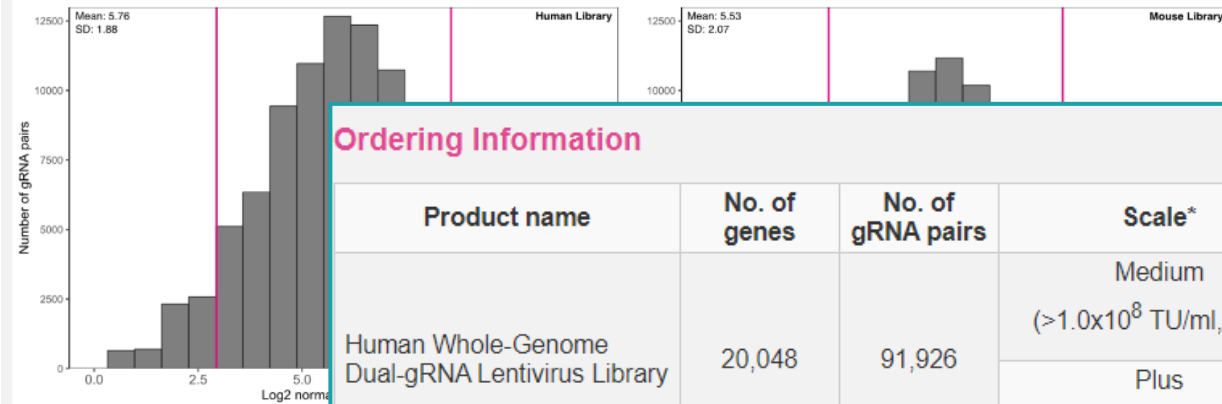 Mean: 5.76
SD: 1.88
Human Library
12500
10000
7500
5000
2500
0
Number of gRNA pairs
0.0
2.5
5.0
Log2
Mean: 5.53
SD: 2.07
Mouse Library
12500
10000
Ordering Information
Product name
No. of genes
No. of gRNA pairs
Scale*
Human Whole-Genome
Dual-gRNA Lentivirus Library
20,048
91,926
Medium
(>1.0x10⁸ TU/ml,
Plus